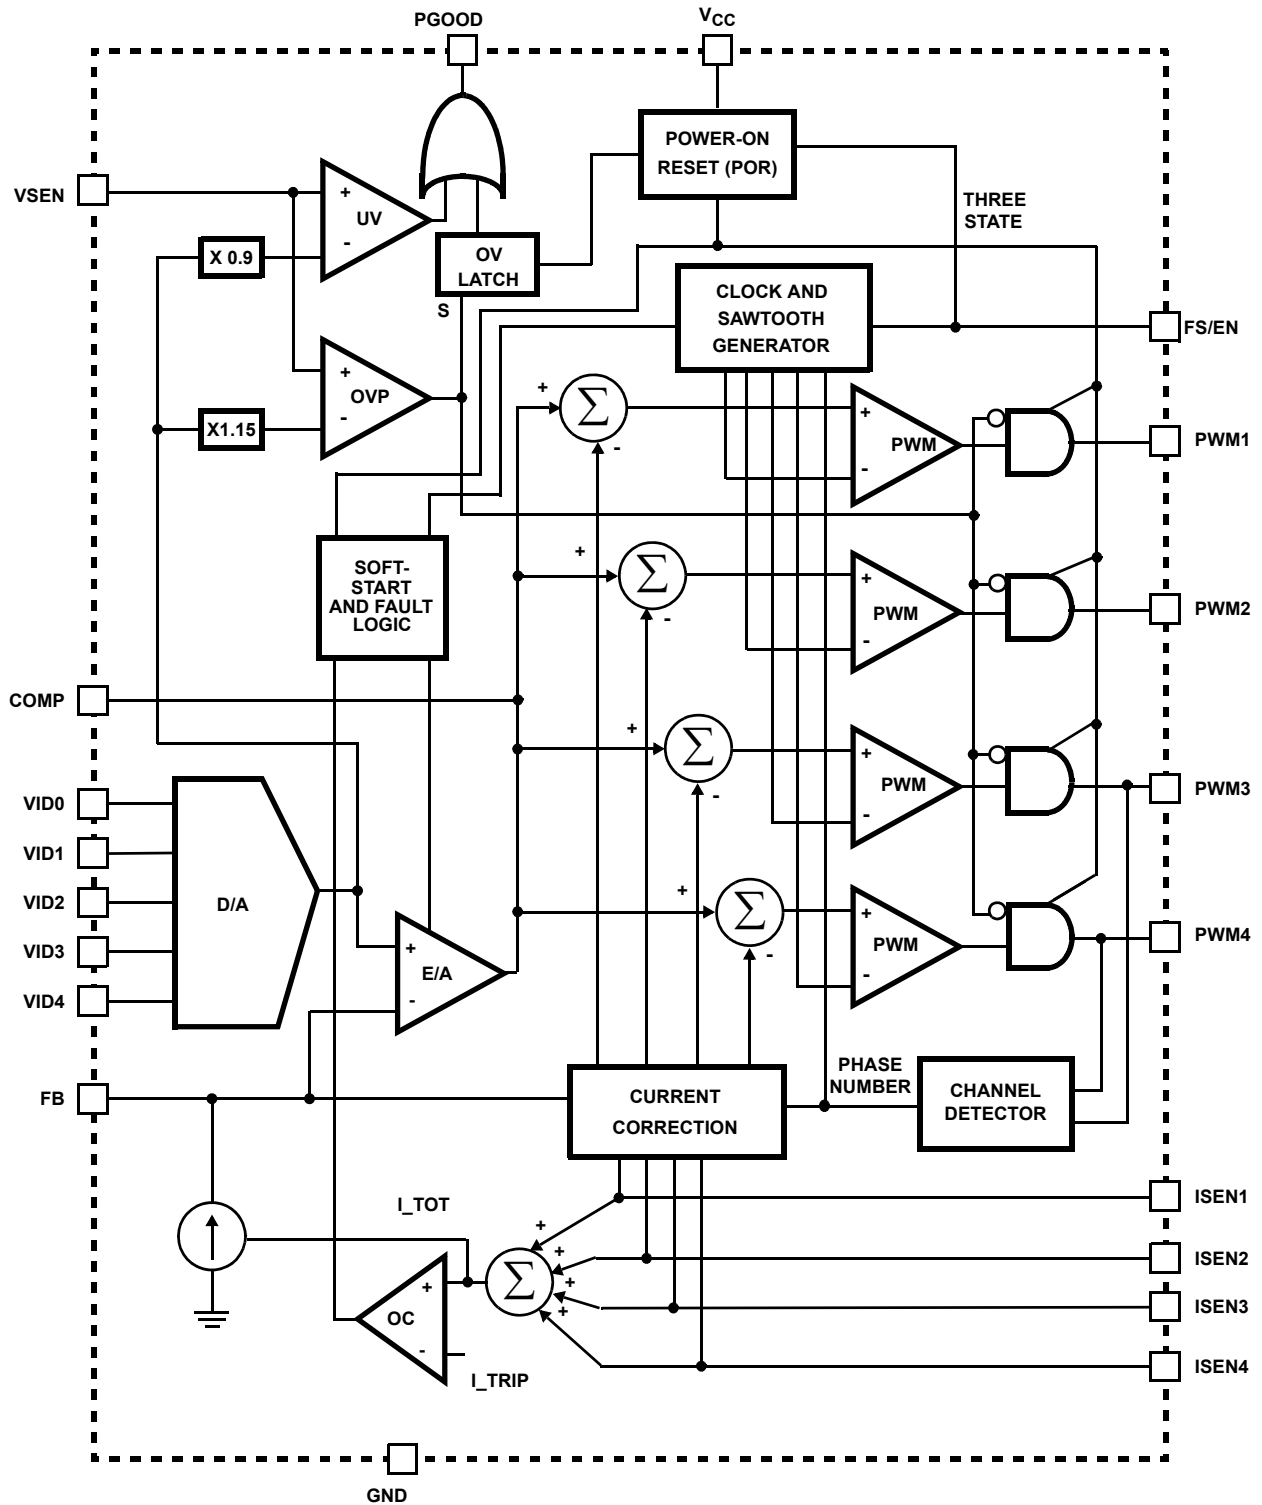 PGOOD
VCC
POWER-ON
RESET (POR)
VSEN
+
UV
-
THREE
STATE
X 0.9
OV
LATCH
S
CLOCK AND
SAWTOOTH
GENERATOR
FS/EN
+
OVP
-
X1.15
+
Σ
-
+
PWM
-
PWM1
SOFT-
START
AND FAULT
LOGIC
+
Σ
-
+
PWM
-
PWM2
COMP
+
Σ
-
+
PWM
-
PWM3
VID0
VID1
VID2
VID3
VID4
D/A
+
E/A
-
+
Σ
-
+
PWM
-
PWM4
FB
CURRENT
CORRECTION
PHASE
NUMBER
CHANNEL
DETECTOR
I_TOT
+
+
+
+
Σ
ISEN1
ISEN2
ISEN3
ISEN4
+
OC
-
I_TRIP
GND